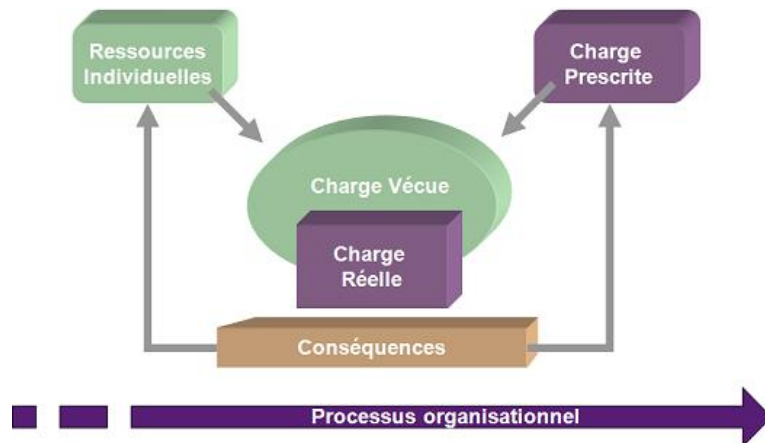 Ressources
Individuelles
Charge
Prescrite
Charge Vécue
Charge
Réelle
Conséquences
Processus organisationnel